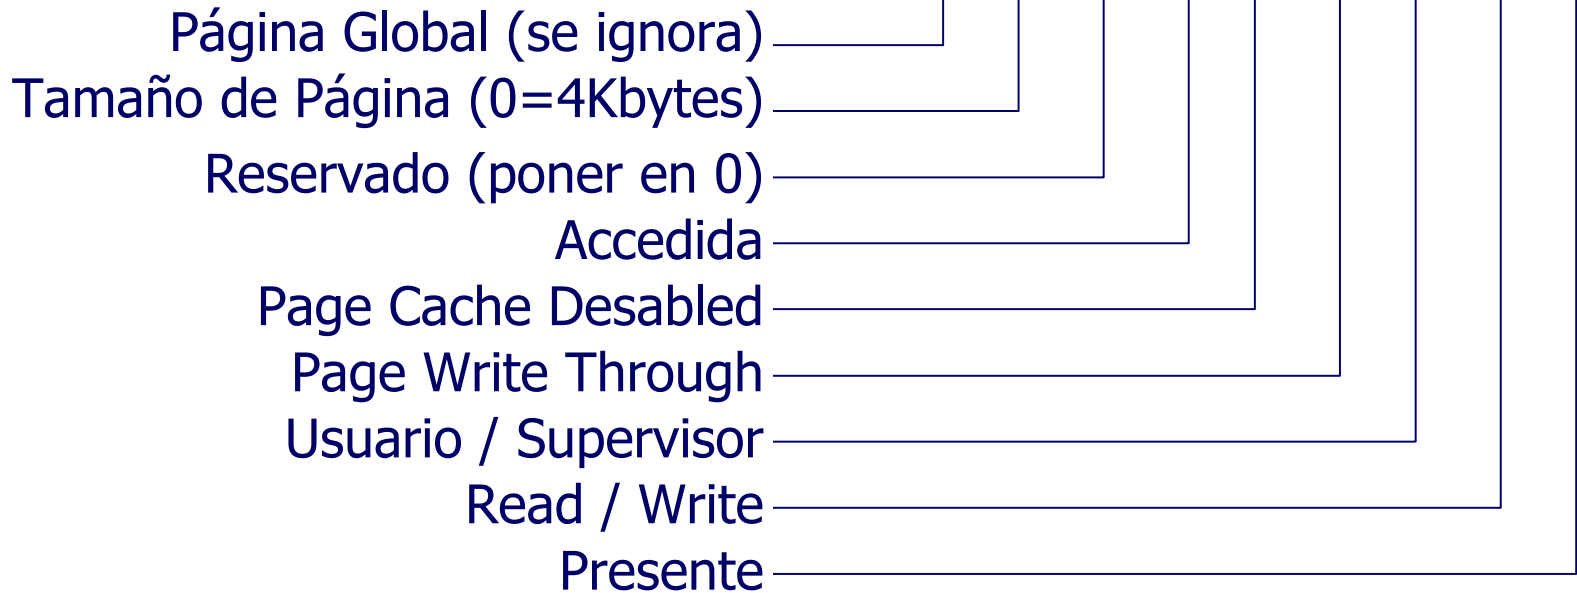 Página Global (se ignora)
Tamaño de Página (0=4Kbytes)
Reservado (poner en 0)
Accedida
Page Cache Desabled
Page Write Through
Usuario / Supervisor
Read / Write
Presente